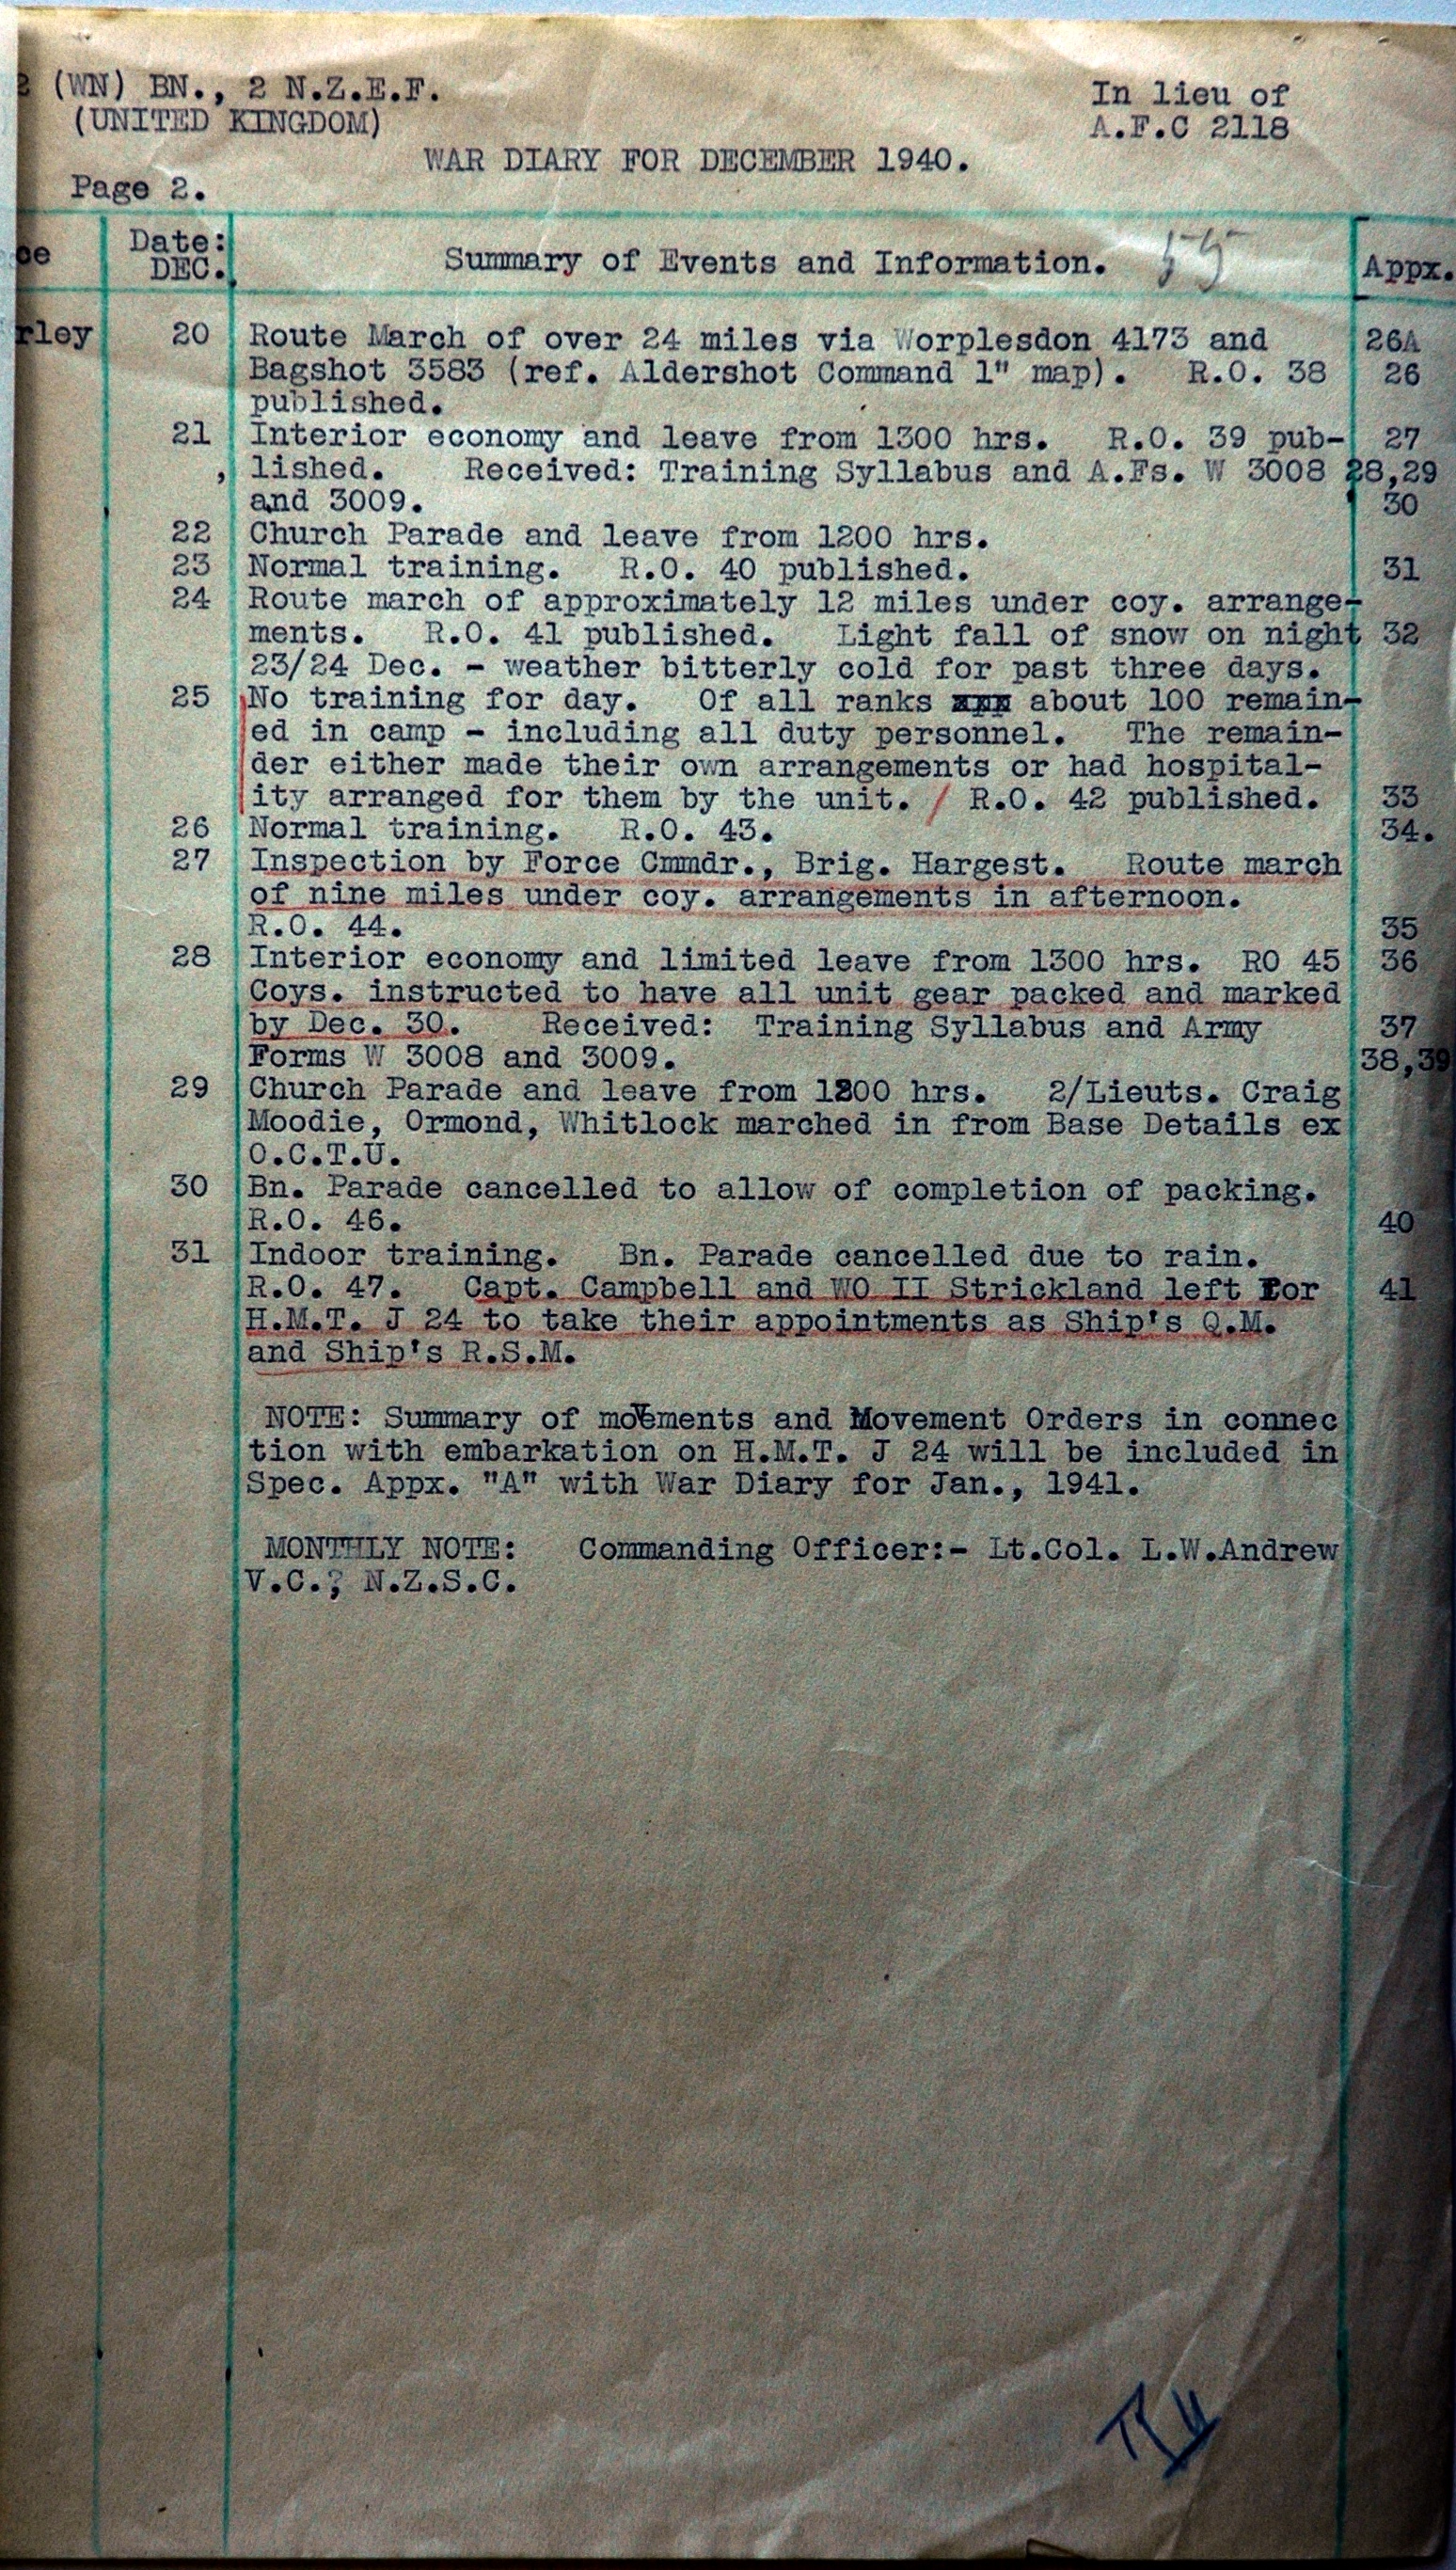 2 (WN) BN., 2 N.Z.E.F.
(UNITED KINGDOM)
In lieu of
A.F.C 2118
WAR DIARY FOR DECEMBER 1940.
Page 2.
ce Date: DEC. Summary of Events and Information. Appx.
rley 20 Route March of over 24 miles via Worplesdon 4173 and 26A
Bagshot 3583 (ref. Aldershot Command 1" map). R.O. 38 26
published.
21 Interior economy and leave from 1300 hrs. R.O. 39 pub- 27
, lished. Received: Training Syllabus and A.Fs. W 3008 28,29
and 3009. 30
22 Church Parade and leave from 1200 hrs.
23 Normal training. R.O. 40 published. 31
24 Route march of approximately 12 miles under coy. arrange-
ments. R.O. 41 published. Light fall of snow on night 32
23/24 Dec. - weather bitterly cold for past three days.
25 No training for day. Of all ranks xxx about 100 remain-
ed in camp - including all duty personnel. The remain-
der either made their own arrangements or had hospital-
ity arranged for them by the unit. / R.O. 42 published. 33
26 Normal training. R.O. 43. 34.
27 Inspection by Force Cmmdr., Brig. Hargest. Route march
of nine miles under coy. arrangements in afternoon.
R.O. 44. 35
28 Interior economy and limited leave from 1300 hrs. RO 45 36
Coys. instructed to have all unit gear packed and marked
by Dec. 30. Received: Training Syllabus and Army 37
Forms W 3008 and 3009. 38,39
29 Church Parade and leave from 1200 hrs. 2/Lieuts. Craig
Moodie, Ormond, Whitlock marched in from Base Details ex
O.C.T.U.
30 Bn. Parade cancelled to allow of completion of packing.
R.O. 46. 40
31 Indoor training. Bn. Parade cancelled due to rain.
R.O. 47. Capt. Campbell and WO II Strickland left for 41
H.M.T. J 24 to take their appointments as Ship's Q.M.
and Ship's R.S.M.
NOTE: Summary of movements and Movement Orders in connec
tion with embarkation on H.M.T. J 24 will be included in
Spec. Appx. "A" with War Diary for Jan., 1941.
MONTHLY NOTE: Commanding Officer:- Lt.Col. L.W.Andrew
V.C.; N.Z.S.C.